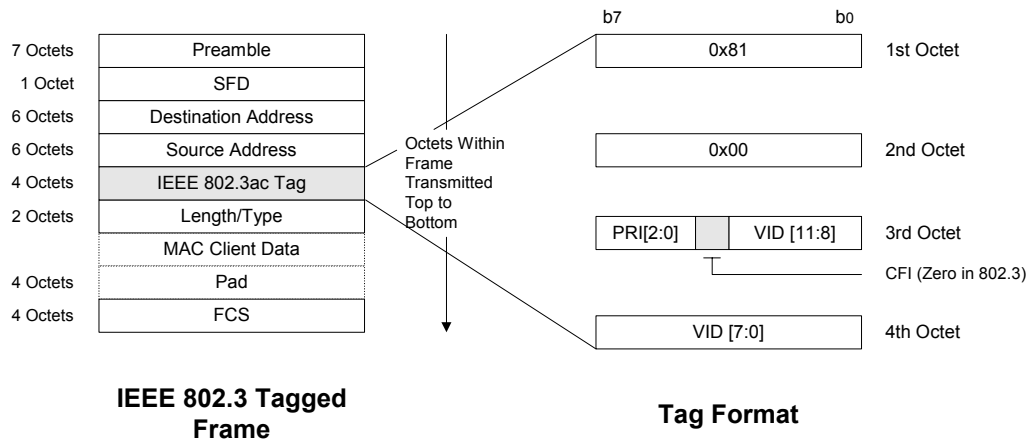 b7
b0
7 Octets
Preamble
0x81
1st Octet
1 Octet
SFD
6 Octets
Destination Address
6 Octets
Source Address
Octets Within
Frame
Transmitted
Top to
Bottom
0x00
2nd Octet
4 Octets
IEEE 802.3ac Tag
2 Octets
Length/Type
PRI[2:0]
VID [11:8]
3rd Octet
MAC Client Data
CFI (Zero in 802.3)
4 Octets
Pad
4 Octets
FCS
VID [7:0]
4th Octet
IEEE 802.3 Tagged
Frame
Tag Format